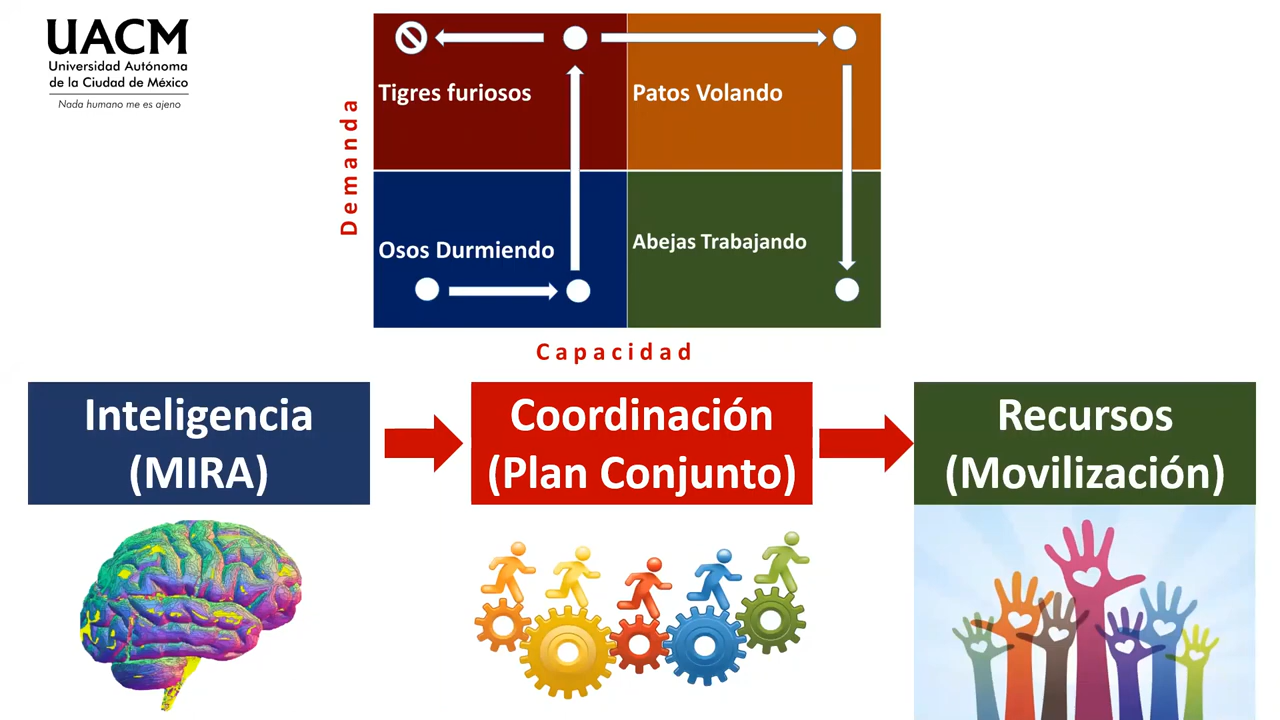 UACM
Universidad Autónoma
de la Ciudad de México
Nada humano me es ajeno
Demanda
Tigres furiosos
Patos Volando
Osos Durmiendo
Abejas Trabajando
Capacidad
Inteligencia
(MIRA)
Coordinación
(Plan Conjunto)
Recursos
(Movilización)